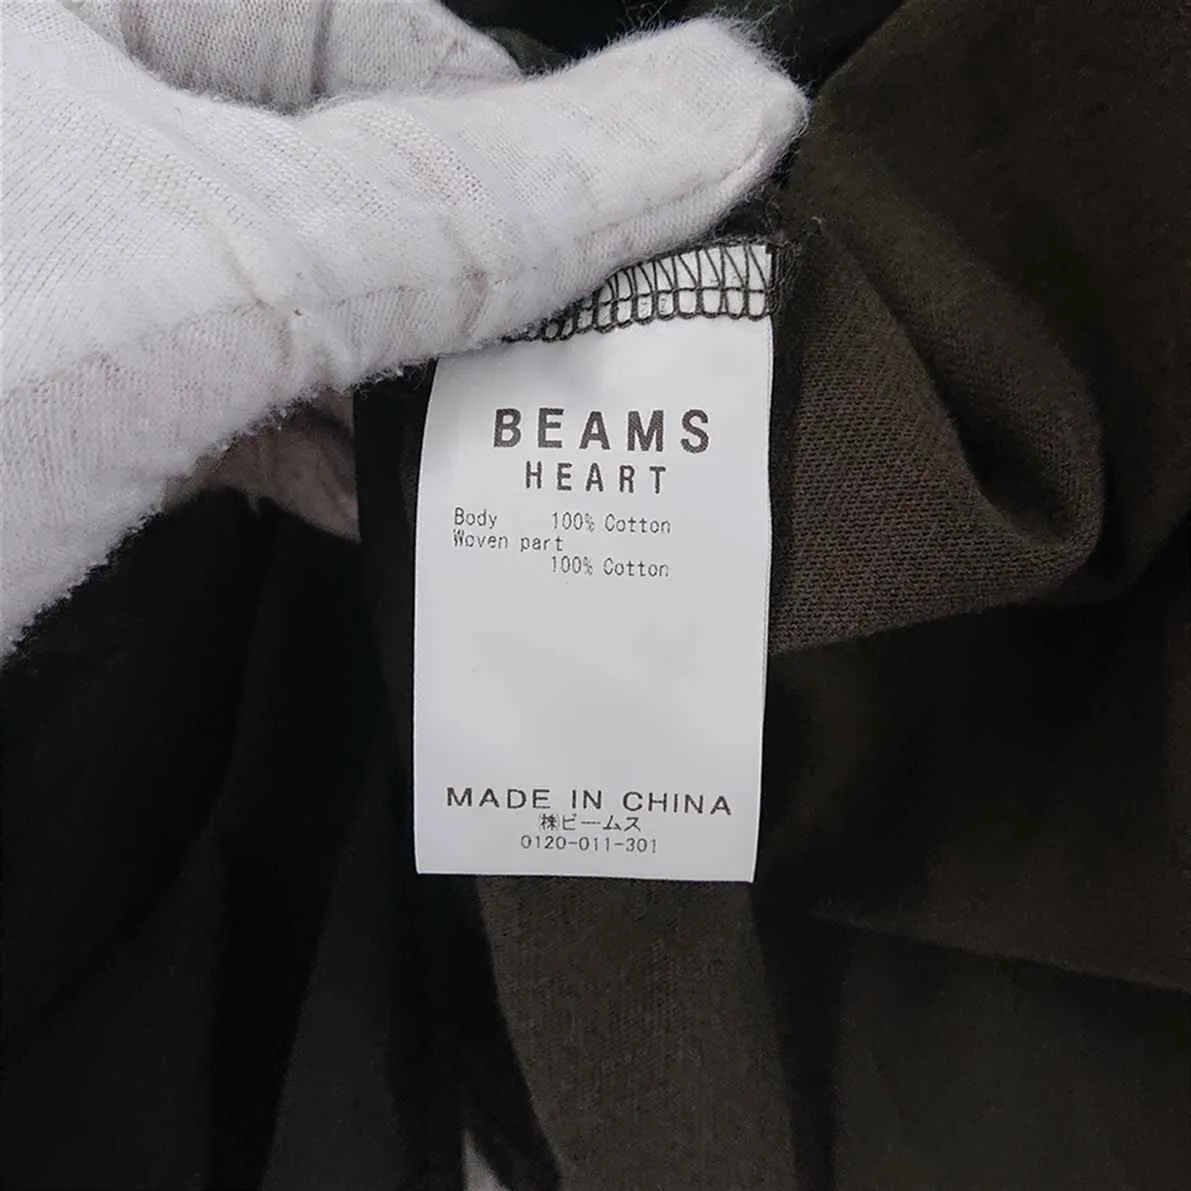 BEAMS
HEART
Body 100% Cotton
Woven part
100% Cotton
MADE IN CHINA
㈱ビームス
0120-011-301